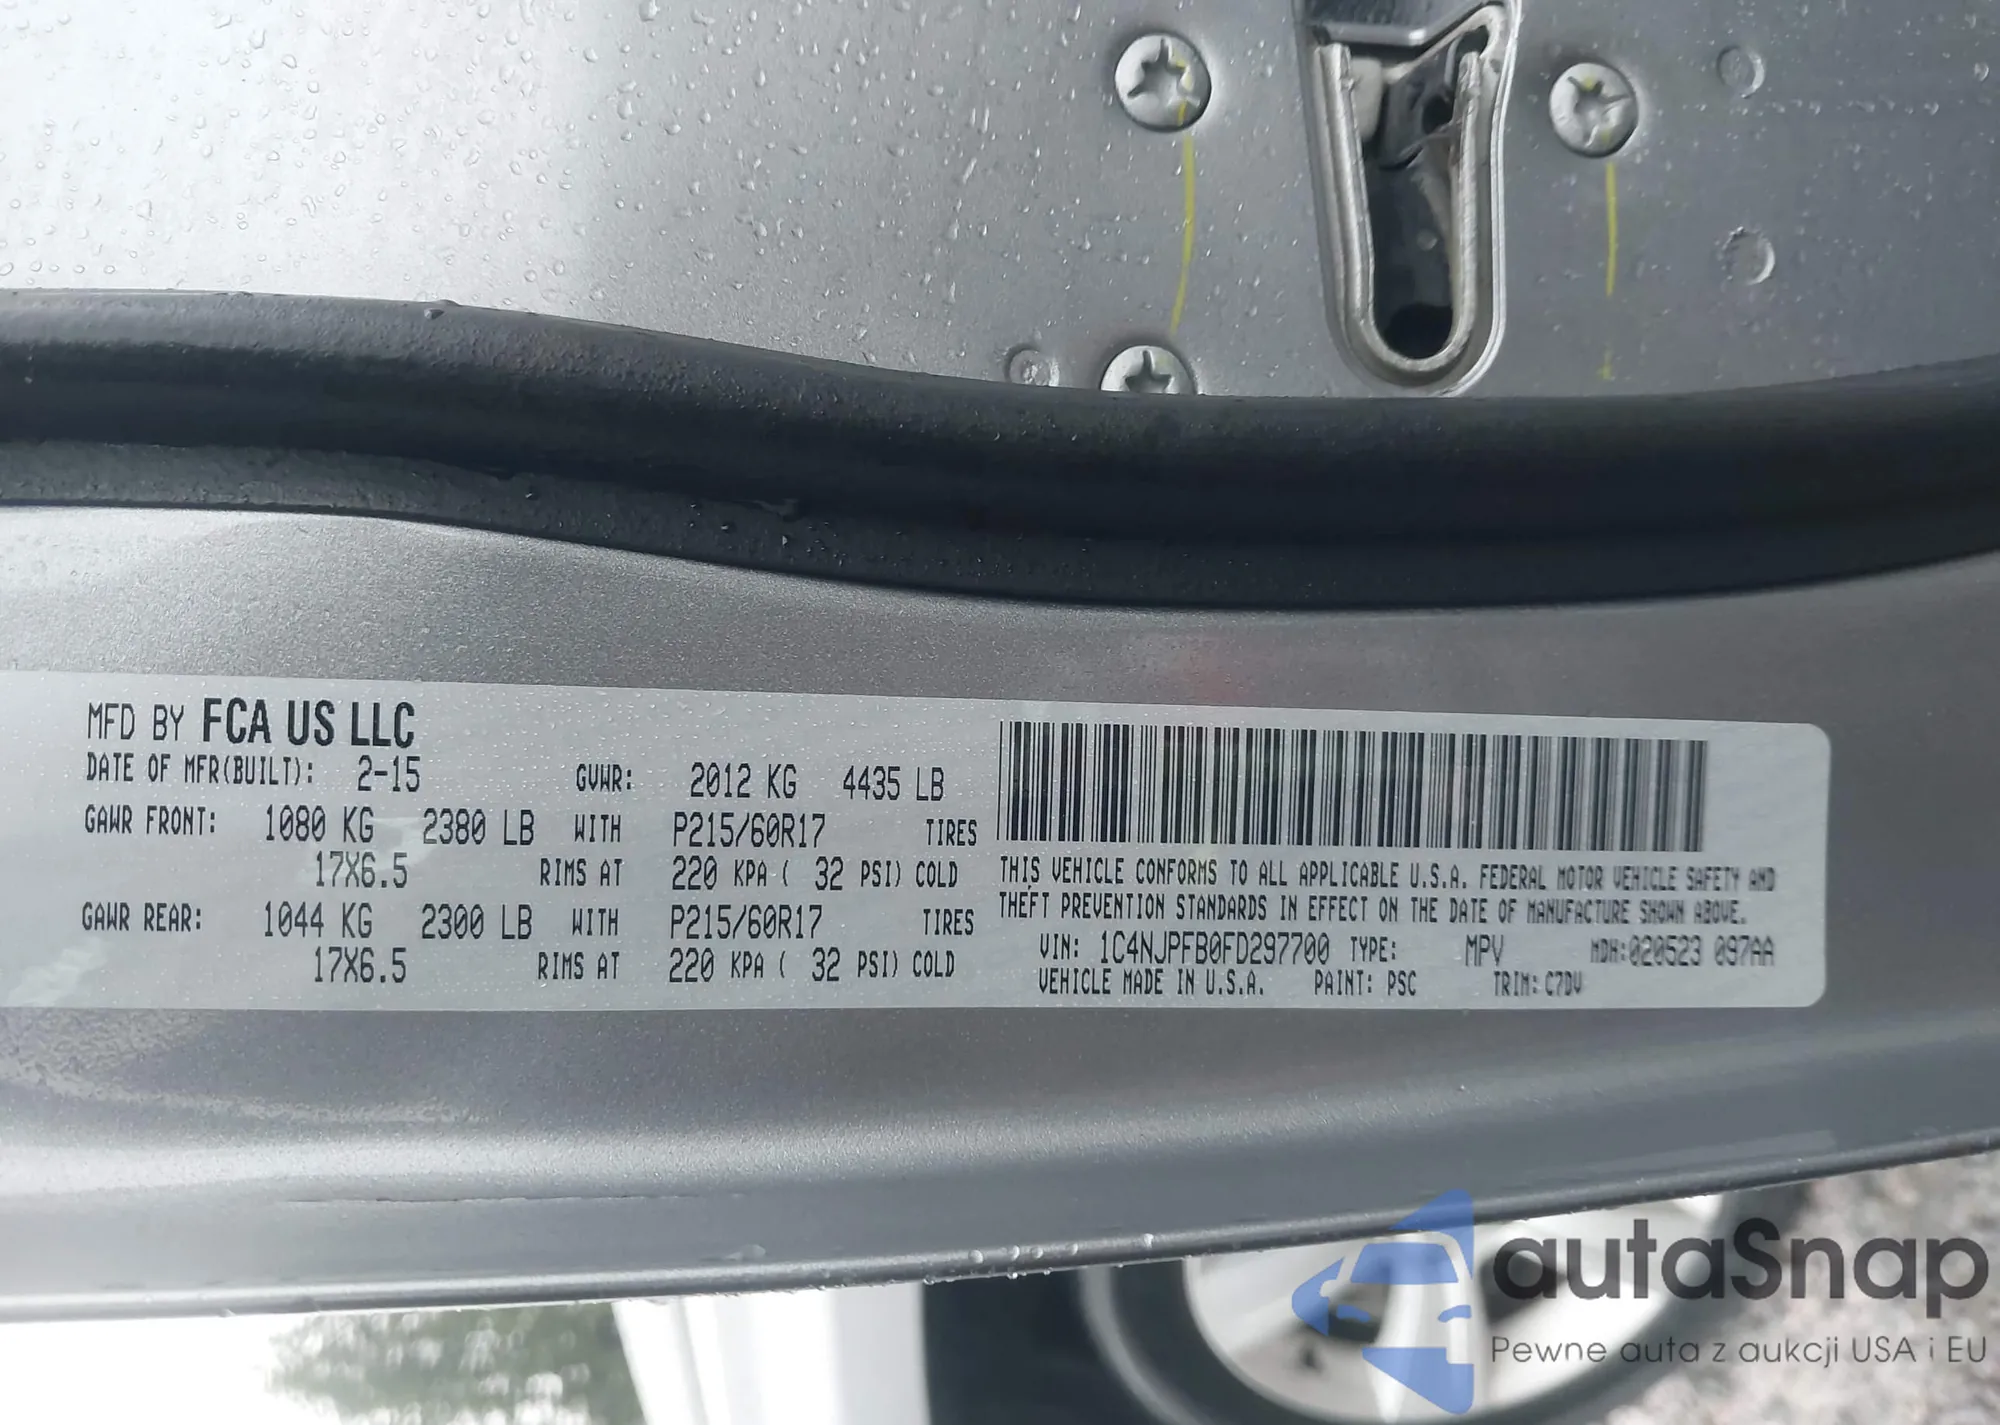 MFD BY FCA US LLC
DATE OF MFR(BUILT): 2-15 GVWR: 2012 KG 4435 LB
GAWR FRONT: 1080 KG 2380 LB WITH P215/60R17 TIRES
17X6.5 RIMS AT 220 KPA ( 32 PSI) COLD
GAWR REAR: 1044 KG 2300 LB WITH P215/60R17 TIRES
17X6.5 RIMS AT 220 KPA ( 32 PSI) COLD
THIS VEHICLE CONFORMS TO ALL APPLICABLE U.S.A. FEDERAL MOTOR VEHICLE SAFETY AND
THEFT PREVENTION STANDARDS IN EFFECT ON THE DATE OF MANUFACTURE SHOWN ABOVE.
VIN: 1C4NJPFB0FD297700 TYPE: MPV MDH:020523 097AA
VEHICLE MADE IN U.S.A. PAINT: PSC TRIM: C7DV
autaSnap
Pewne auta z aukcji USA i EU